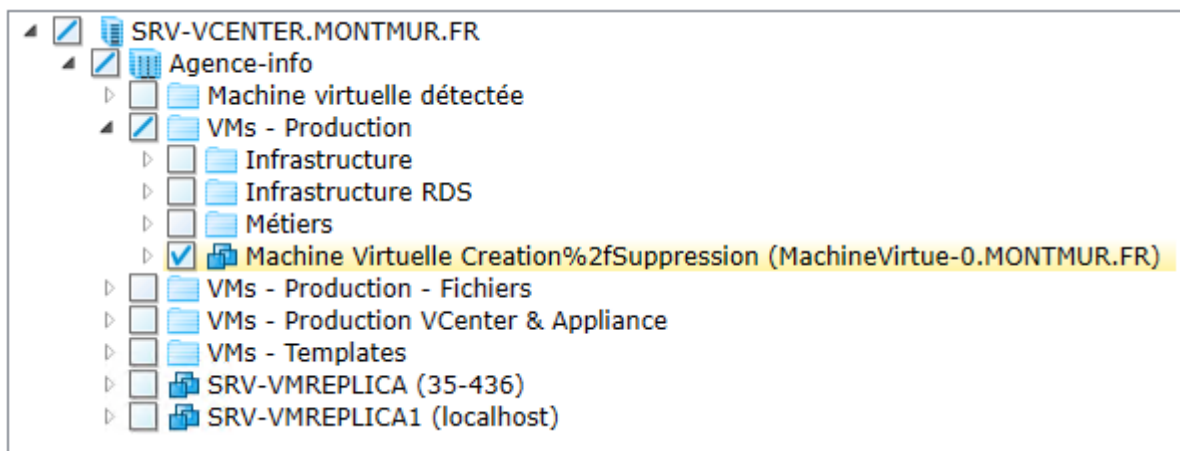 SRV-VCENTER.MONTMUR.FR
Agence-info
Machine virtuelle détectée
VMs - Production
Infrastructure
Infrastructure RDS
Métiers
Machine Virtuelle Creation%2fSuppression (MachineVirtue-0.MONTMUR.FR)
VMs - Production - Fichiers
VMs - Production VCenter & Appliance
VMs - Templates
SRV-VMREPLICA (35-436)
SRV-VMREPLICA1 (localhost)